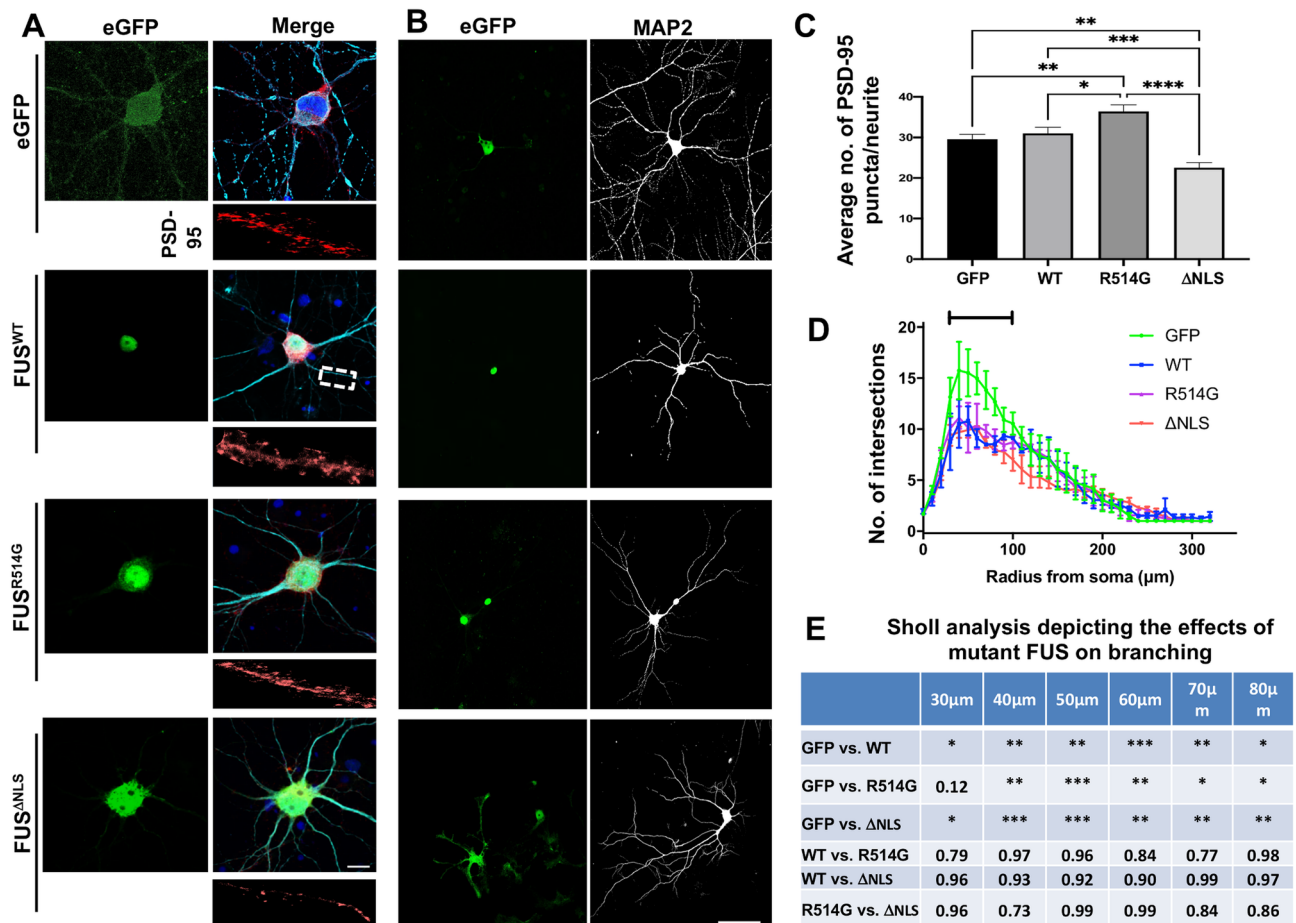 A
eGFP
Merge
eGFP
PSD-
95
FUSWT
FUSR514G
FUSΔNLS
B
eGFP
MAP2
C
**
***
**
*
****
Average no. of PSD-95
puncta/neurite
40
30
20
10
0
GFP
WT
R514G
ΔNLS
D
No. of intersections
20
15
10
5
0
0
100
200
300
Radius from soma (µm)
GFP
WT
R514G
ΔNLS
E
Sholl analysis depicting the effects of
mutant FUS on branching
30µm 40µm 50µm 60µm 70µ 80µ
m m
GFP vs. WT * ** ** *** ** *
GFP vs. R514G 0.12 ** *** ** * *
GFP vs. ΔNLS * *** *** ** ** **
WT vs. R514G 0.79 0.97 0.96 0.84 0.77 0.98
WT vs. ΔNLS 0.96 0.93 0.92 0.90 0.99 0.97
R514G vs. ΔNLS 0.96 0.73 0.99 0.99 0.84 0.86